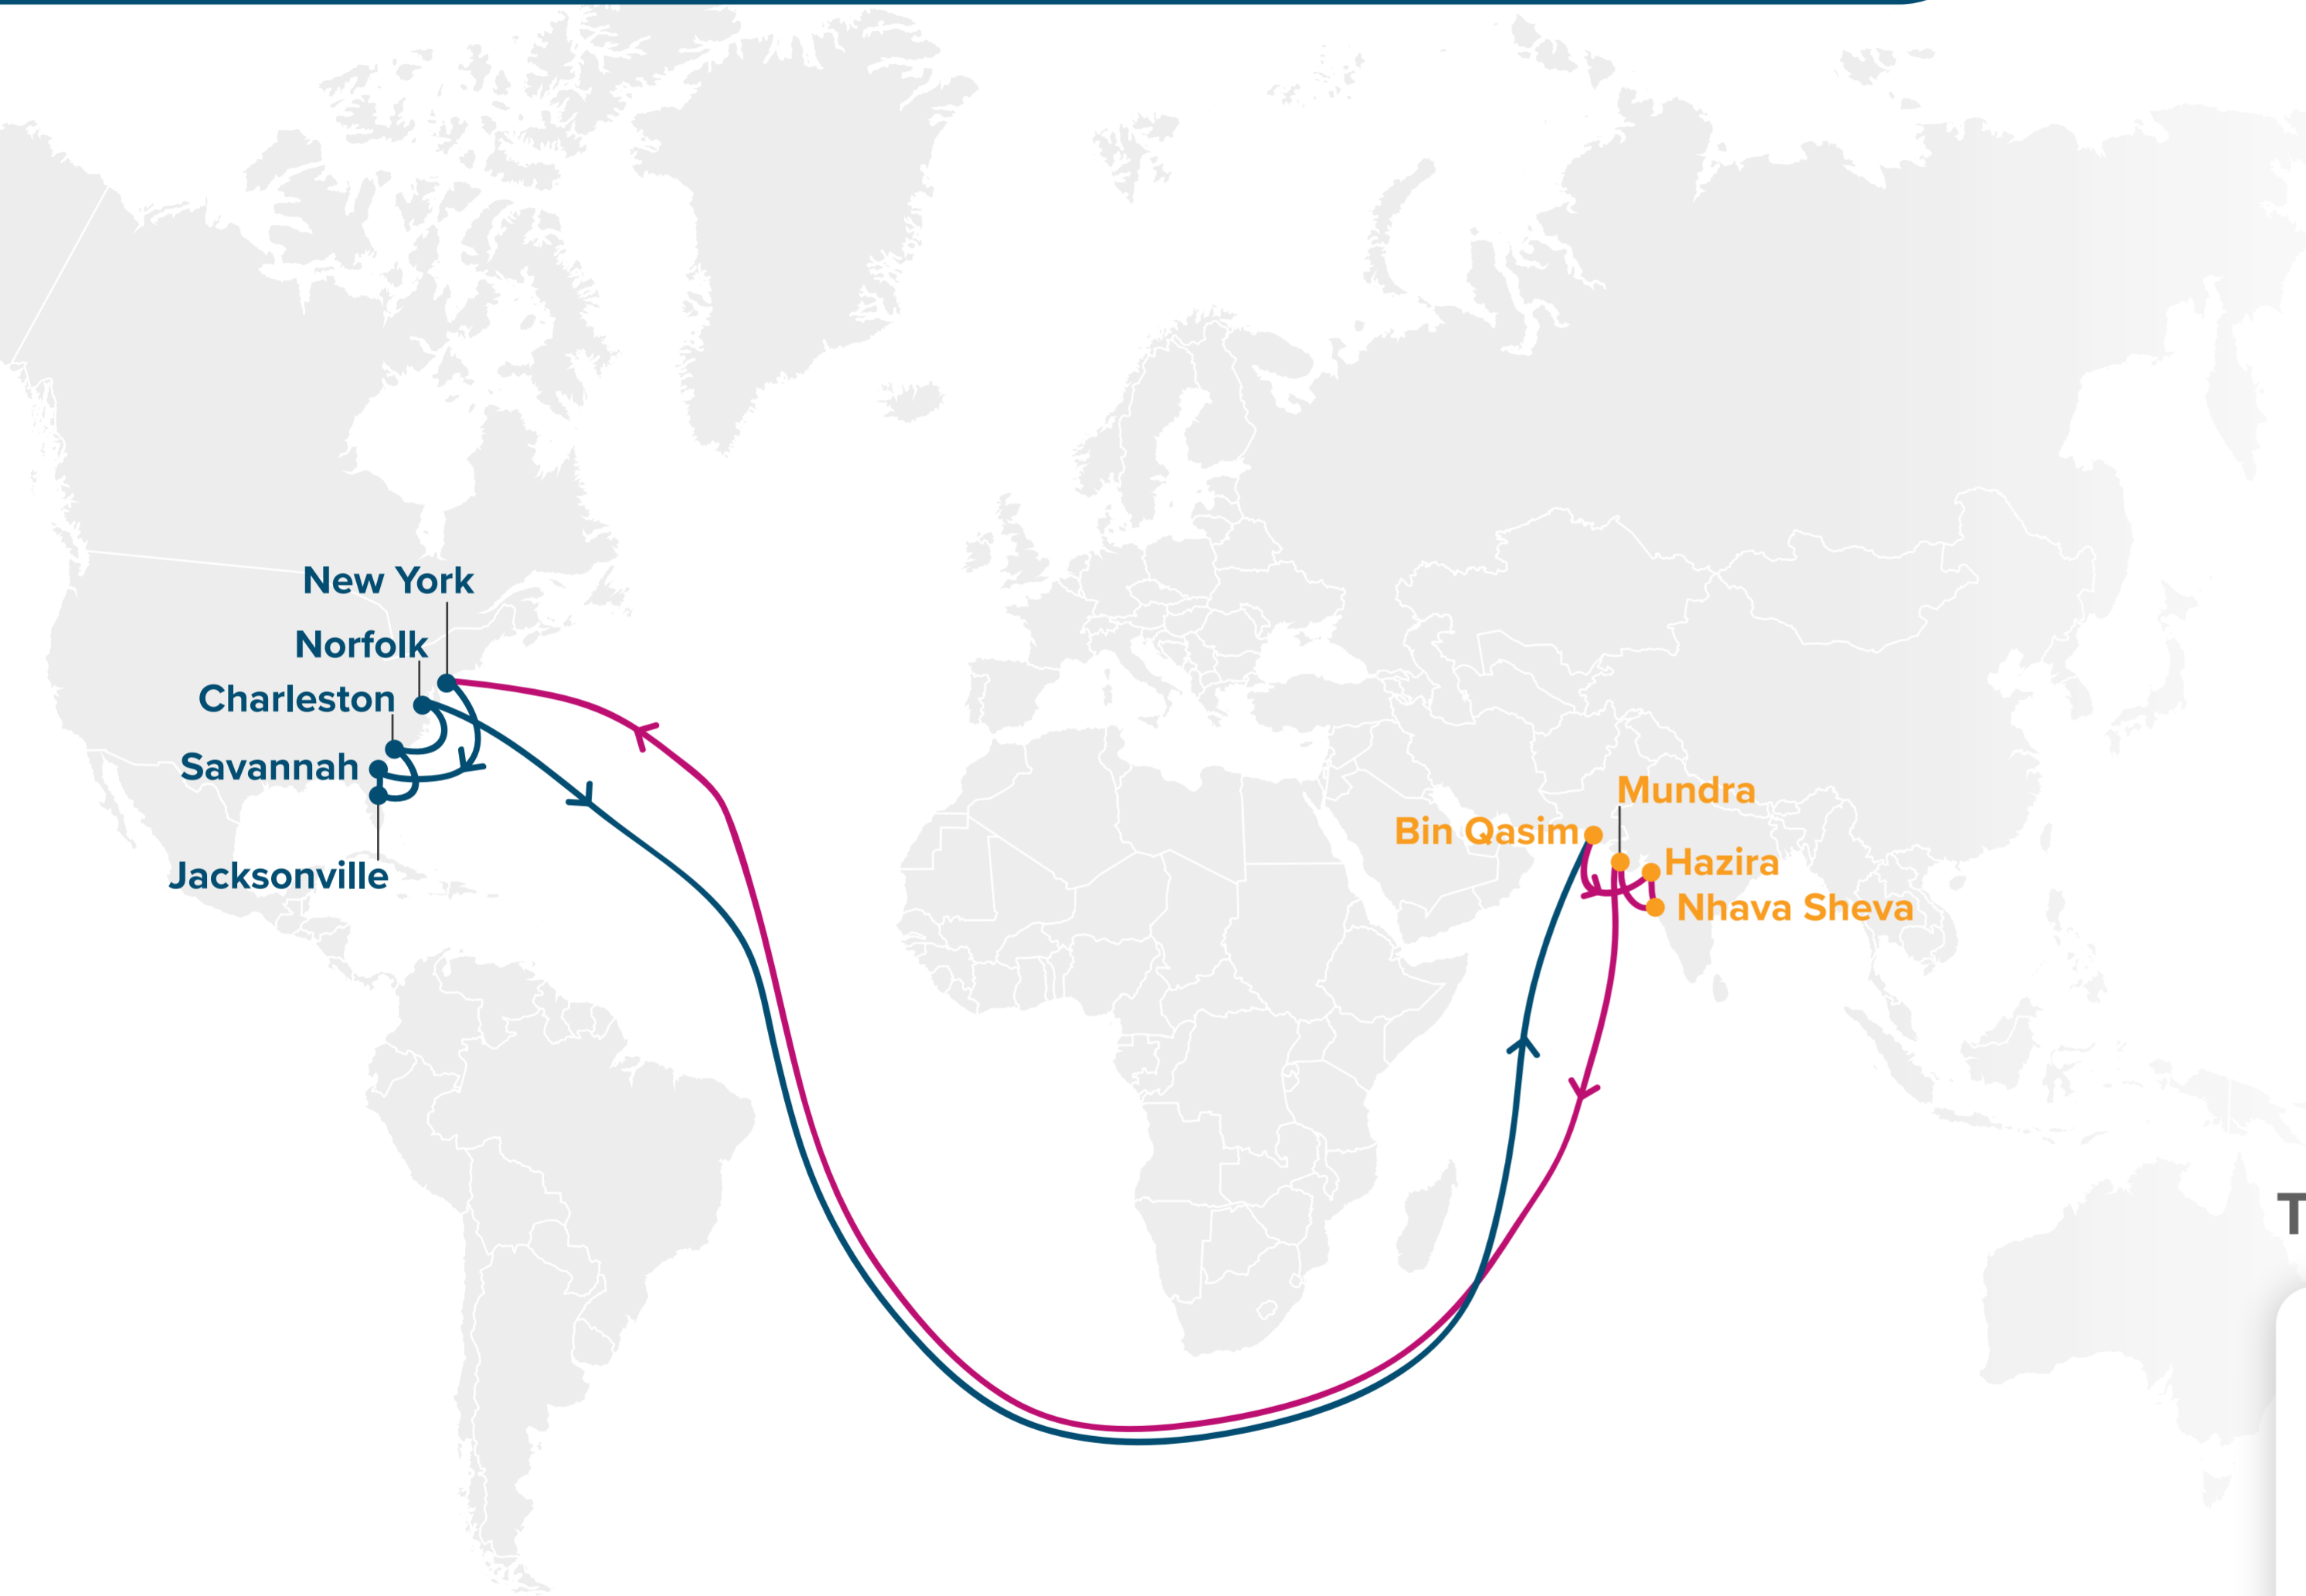 New York
Norfolk
Charleston
Savannah
Jacksonville
Mundra
Bin Qasim
Hazira
Nhava Sheva
T